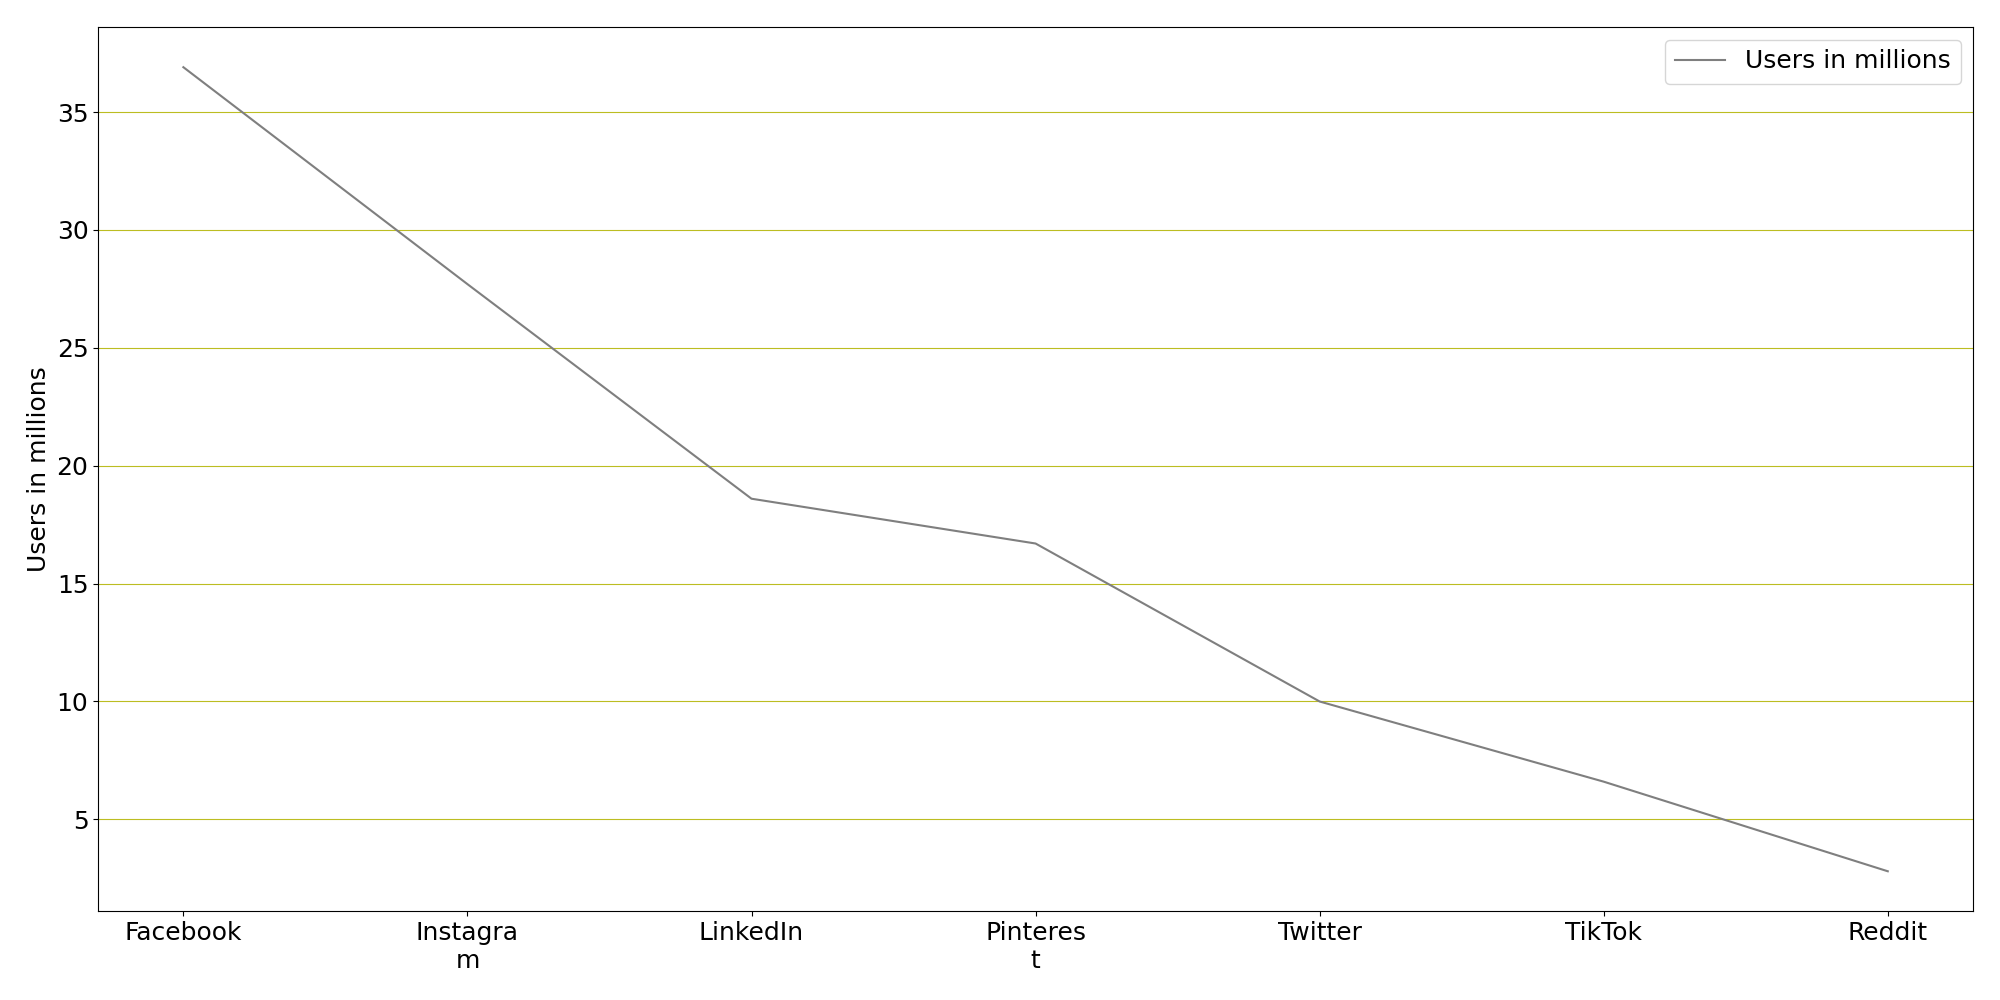 Users in millions
35
30
25
20
15
10
5
Users in millions
Facebook
Instagra
m
LinkedIn
Pinteres
t
Twitter
TikTok
Reddit